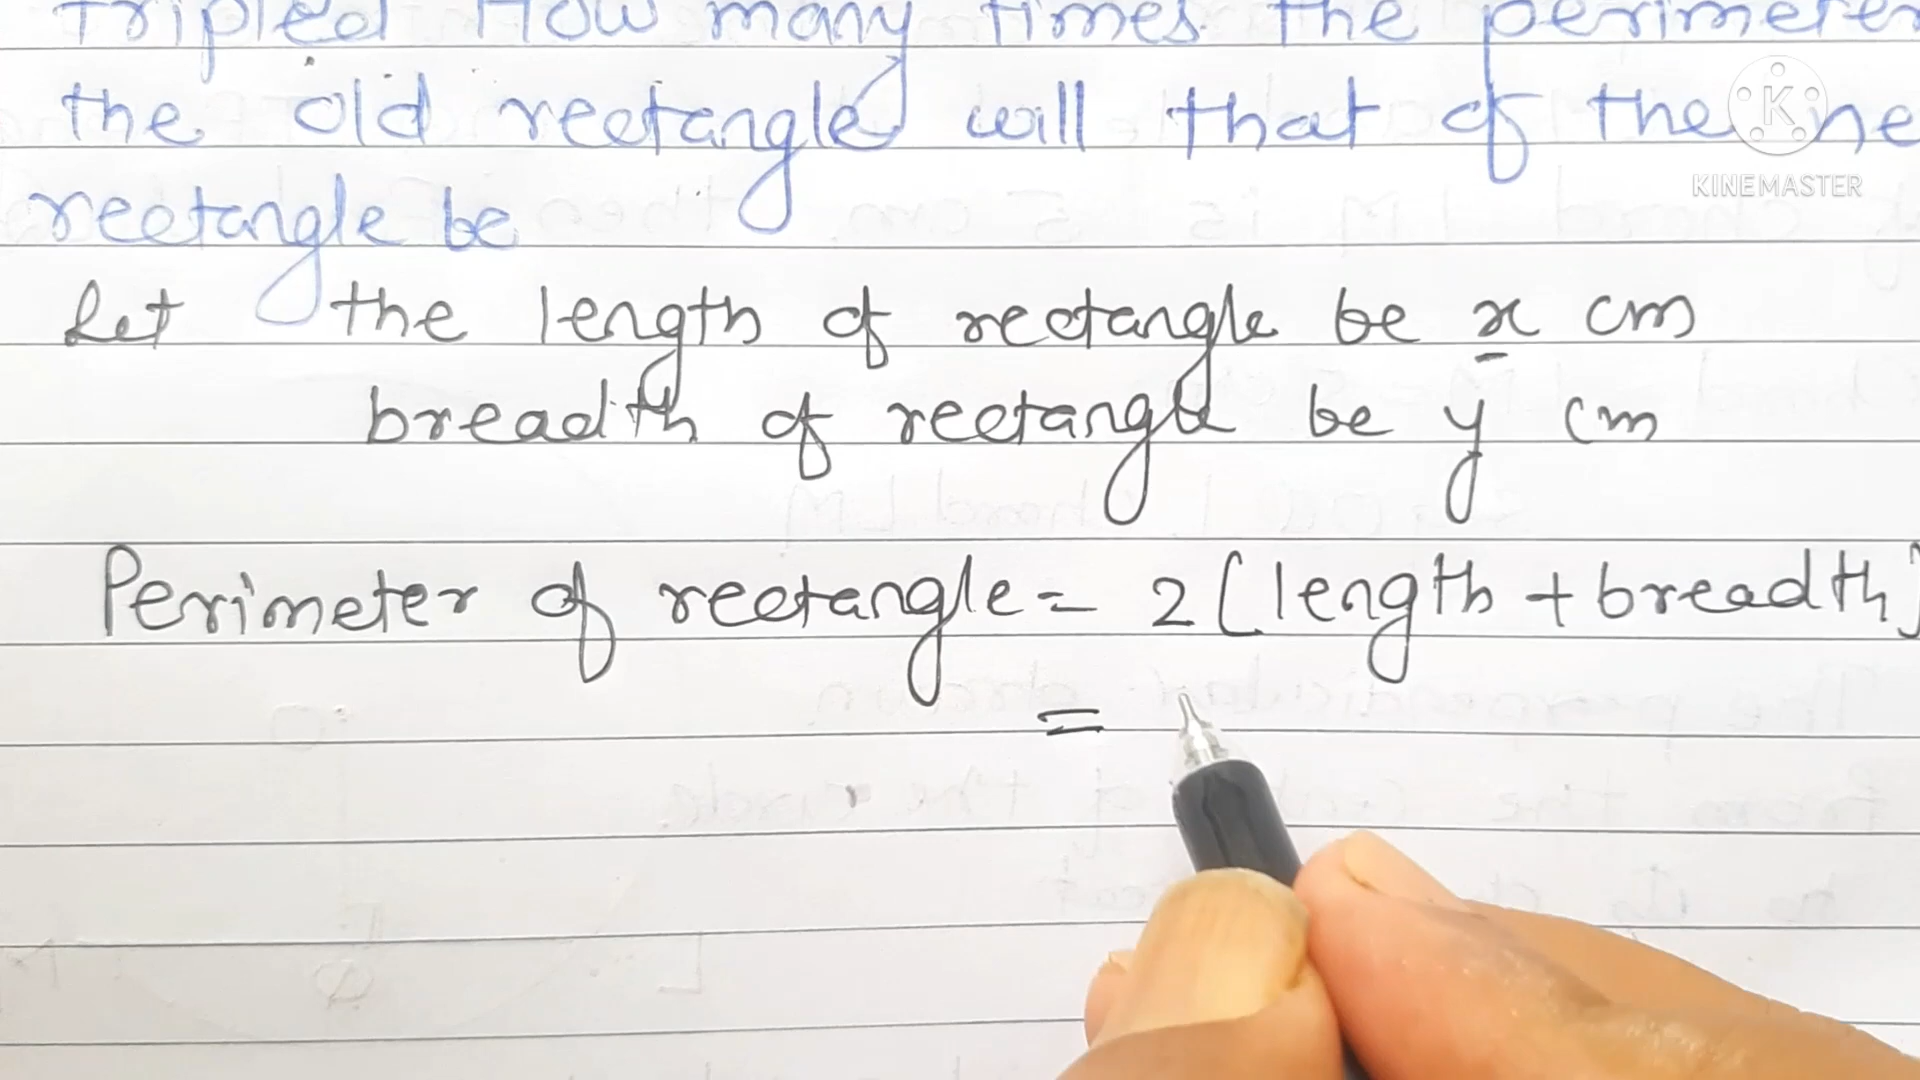 Tripled How many times the perimeter
the old rectangle will that of the ne
rectangle be
Let the length of rectangle be x cm
breadth of rectangle be y cm
Perimeter of rectangle = 2[length + breadth]
=
KINEMASTER